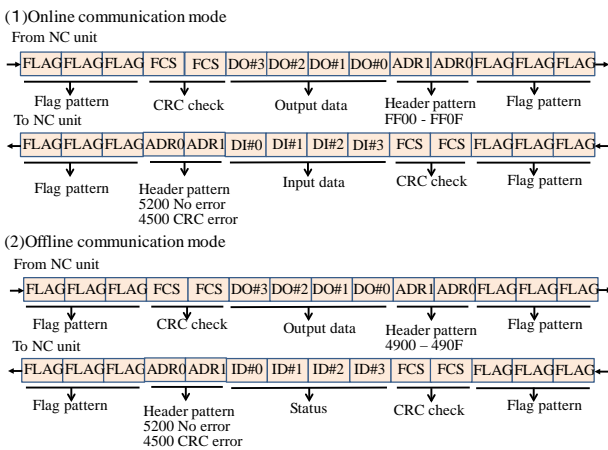 (1)Online communication mode
From NC unit
FLAG FLAG FLAG FCS FCS DO#3 DO#2 DO#1 DO#0 ADR1 ADR0 FLAG FLAG FLAG
Flag pattern CRC check Output data Header pattern Flag pattern
FF00 - FF0F
To NC unit
FLAG FLAG FLAG ADR0 ADR1 DI#0 DI#1 DI#2 DI#3 FCS FCS FLAG FLAG FLAG
Flag pattern Header pattern Input data CRC check Flag pattern
5200 No error
4500 CRC error
(2)Offline communication mode
From NC unit
FLAG FLAG FLAG FCS FCS DO#3 DO#2 DO#1 DO#0 ADR1 ADR0 FLAG FLAG FLAG
Flag pattern CRC check Output data Header pattern Flag pattern
4900 – 490F
To NC unit
FLAG FLAG FLAG ADR0 ADR1 ID#0 ID#1 ID#2 ID#3 FCS FCS FLAG FLAG FLAG
Flag pattern Header pattern Status CRC check Flag pattern
5200 No error
4500 CRC error